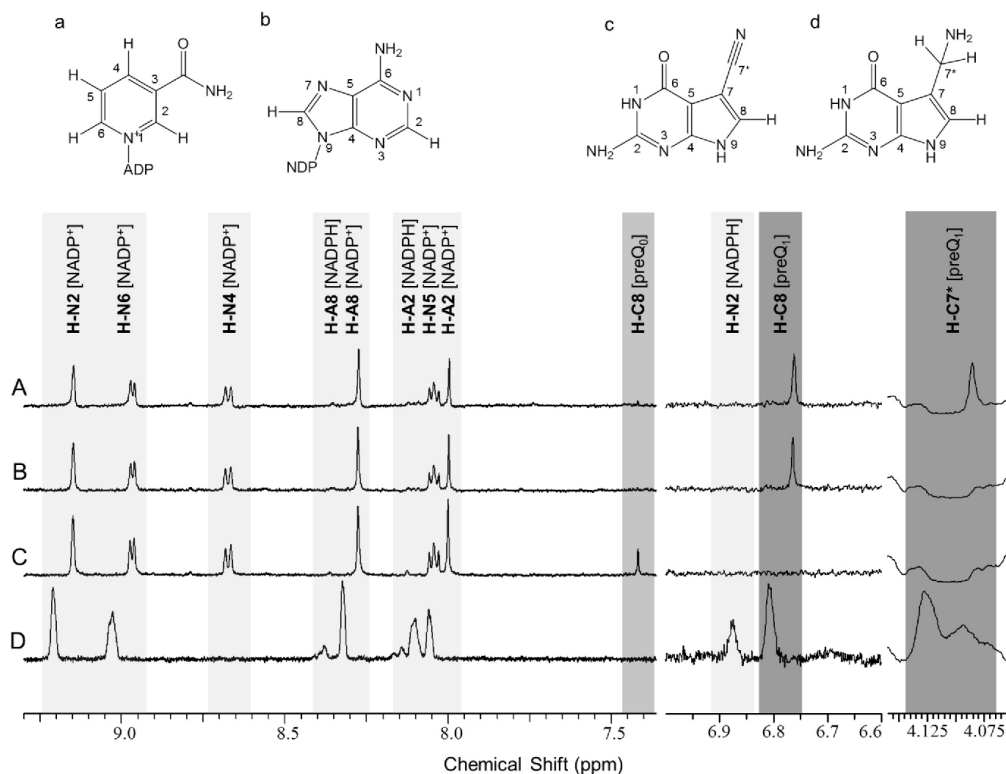 a
b
c
d
H
4
O
H
3
NH2
5
2
6
N+1
H
H
ADP
NH2
6
7
N
5
N
1
H
8
4
2
N
9
N
3
H
NDP
N
7*
O
1
6
7
HN
5
8
H
3
NH2
2
N
4
NH
9
NH2
H
H
7*
O
1
6
7
HN
5
8
H
3
NH2
2
N
4
NH
9
H-N2 [NADP+]
H-N6 [NADP+]
H-N4 [NADP+]
H-A8 [NADPH]
H-A8 [NADP+]
H-A2 [NADPH]
H-N5 [NADP+]
H-A2 [NADP+]
H-C8 [preQ0]
H-N2 [NADPH]
H-C8 [preQ1]
H-C7* [preQ1]
A
B
C
D
9.0 8.5 8.0 7.5 6.9 6.8 6.7 6.6 4.125 4.075
Chemical Shift (ppm)